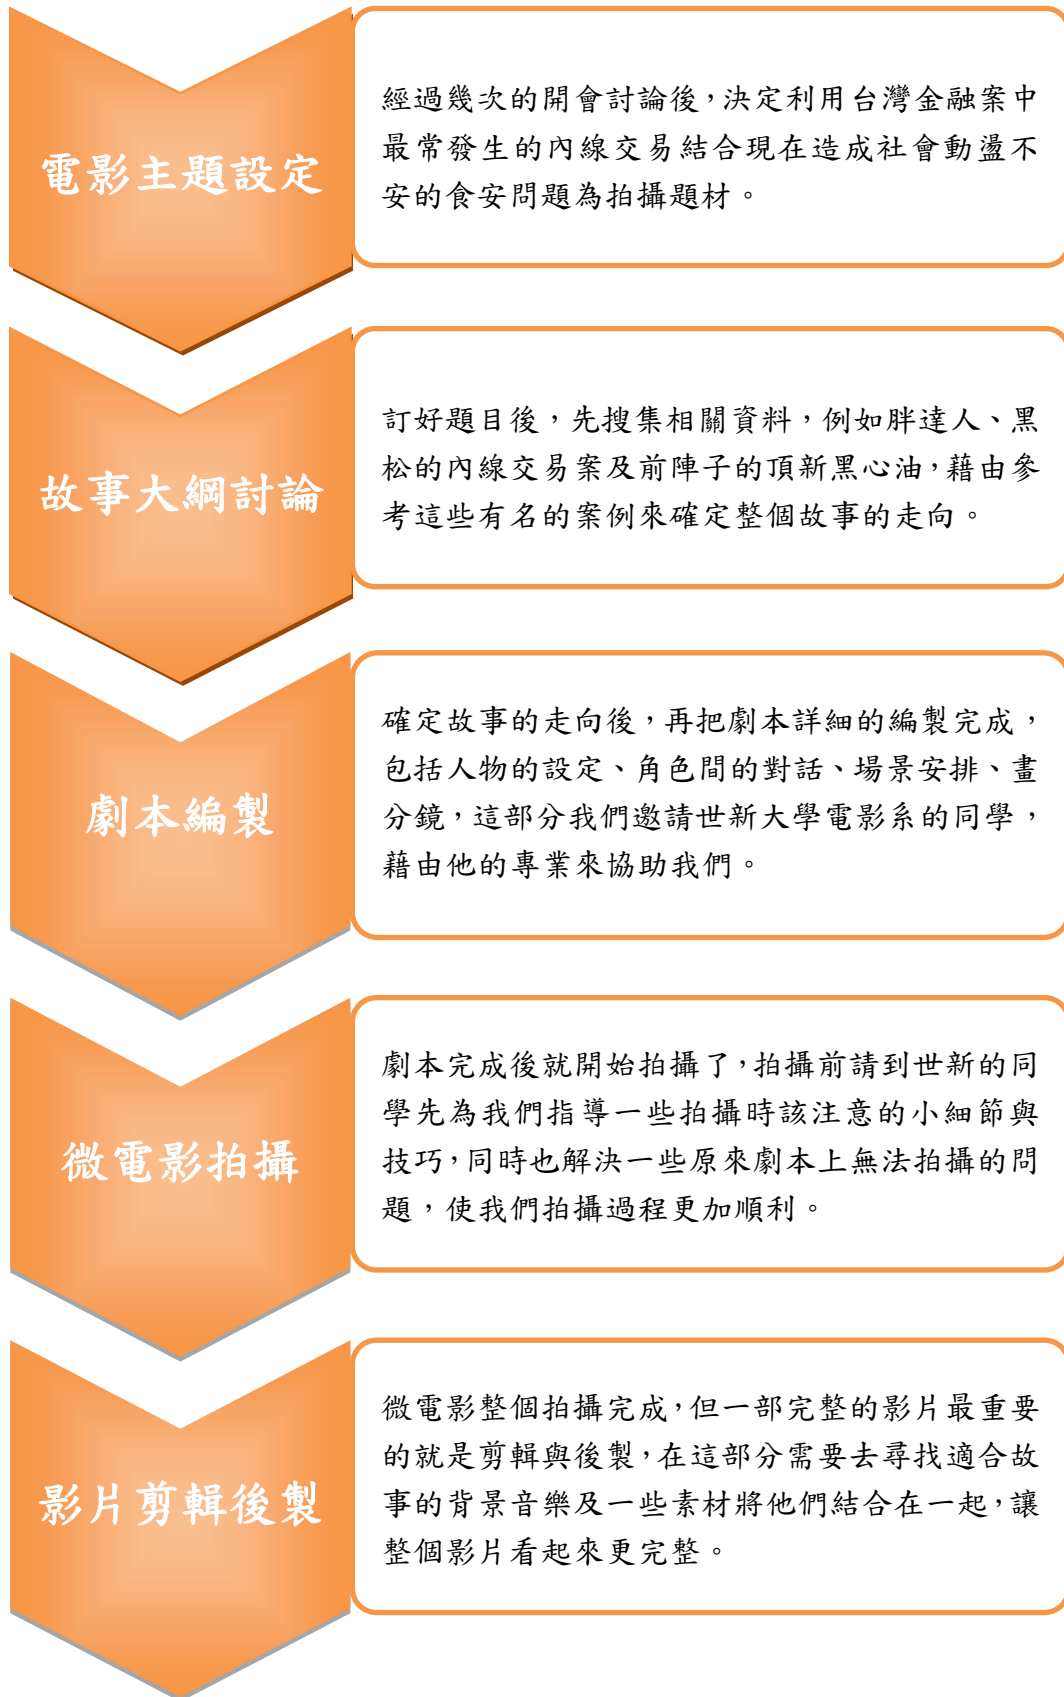 電影主題設定
經過幾次的開會討論後，決定利用台灣金融案中
最常發生的內線交易結合現在造成社會動盪不
安的食安問題為拍攝題材。
故事大綱討論
訂好題目後，先搜集相關資料，例如胖達人、黑
松的內線交易案及前陣子的頂新黑心油，藉由參
考這些有名的案例來確定整個故事的走向。
劇本編製
確定故事的走向後，再把劇本詳細的編製完成，
包括人物的設定、角色間的對話、場景安排、畫
分鏡，這部分我們邀請世新大學電影系的同學，
藉由他的專業來協助我們。
微電影拍攝
劇本完成後就開始拍攝了，拍攝前請到世新的同
學先為我們指導一些拍攝時該注意的小細節與
技巧，同時也解決一些原來劇本上無法拍攝的問
題，使我們拍攝過程更加順利。
影片剪輯後製
微電影整個拍攝完成，但一部完整的影片最重要
的就是剪輯與後製，在這部分需要去尋找適合故
事的背景音樂及一些素材將他們結合在一起，讓
整個影片看起來更完整。